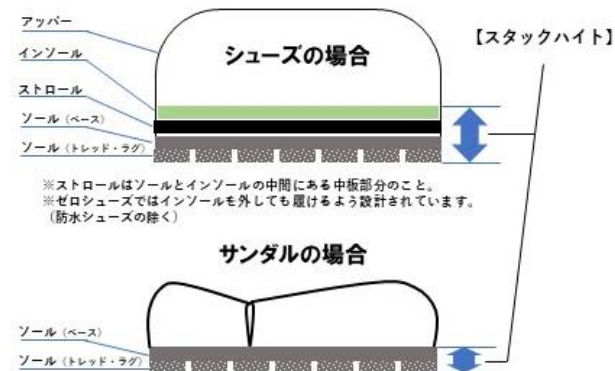 アッパー
インソール
ストロール
ソール（ベース）
ソール（トレッド・ラグ）
シューズの場合
【スタックハイト】
※ストロールはソールとインソールの中間にある中板部分のこと。
※ゼロシューズではインソールも外しても履けるよう設計されています。
（防水シューズの除く）
サンダルの場合
ソール（ベース）
ソール（トレッド・ラグ）